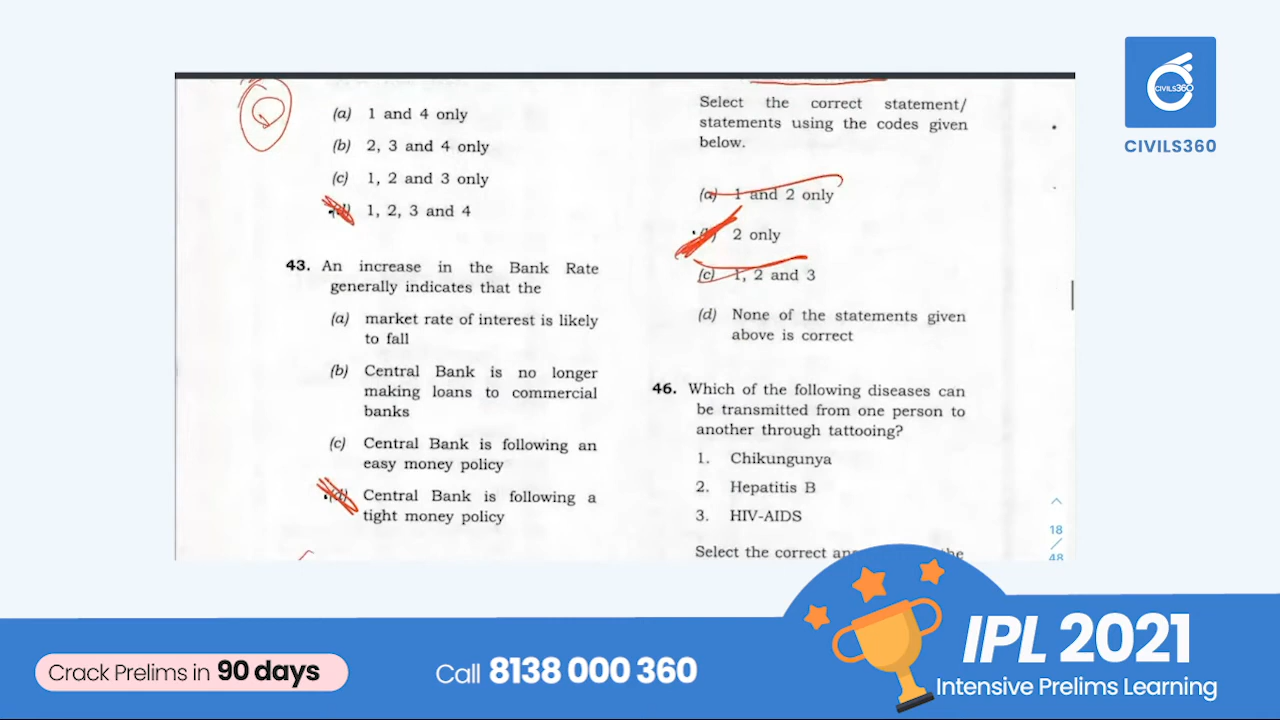 (a) 1 and 4 only
(b) 2, 3 and 4 only
(c) 1, 2 and 3 only
1, 2, 3 and 4
43. An increase in the Bank Rate
generally indicates that the
(a) market rate of interest is likely
to fall
(b) Central Bank is no longer
making loans to commercial
banks
(c) Central Bank is following an
easy money policy
(d) Central Bank is following a
tight money policy
Select the correct statement/
statements using the codes given
below.
(a) 1 and 2 only
2 only
(c) 1, 2 and 3
(d) None of the statements given
above is correct
46. Which of the following diseases can
be transmitted from one person to
another through tattooing?
1. Chikungunya
2. Hepatitis B
3. HIV-AIDS
Select the correct the
18
/
48
CIVILS360
CIVILS360
Crack Prelims in 90 days
Call 8138 000 360
IPL 2021
Intensive Prelims Learning